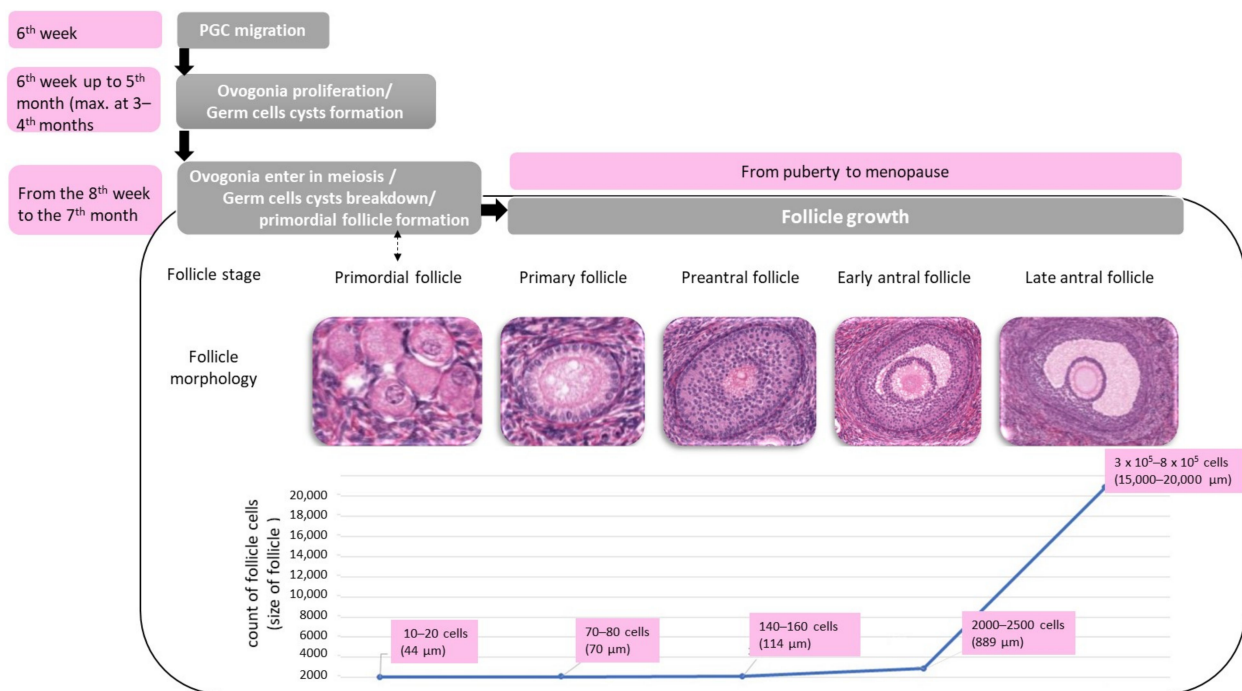 6th week
PGC migration
6th week up to 5th
month (max. at 3–
4th months
Ovogonia proliferation/
Germ cells cysts formation
From the 8th week
to the 7th month
Ovogonia enter in meiosis /
Germ cells cysts breakdown/
primordial follicle formation
From puberty to menopause
Follicle growth
Follicle stage
Primordial follicle
Primary follicle
Preantral follicle
Early antral follicle
Late antral follicle
Follicle
morphology
count of follicle cells
(size of follicle )
20,000
18,000
16,000
14,000
12,000
10,000
8000
6000
4000
2000
10–20 cells
(44 µm)
70–80 cells
(70 µm)
140–160 cells
(114 µm)
2000–2500 cells
(889 µm)
3 x 10⁵–8 x 10⁵ cells
(15,000–20,000 µm)